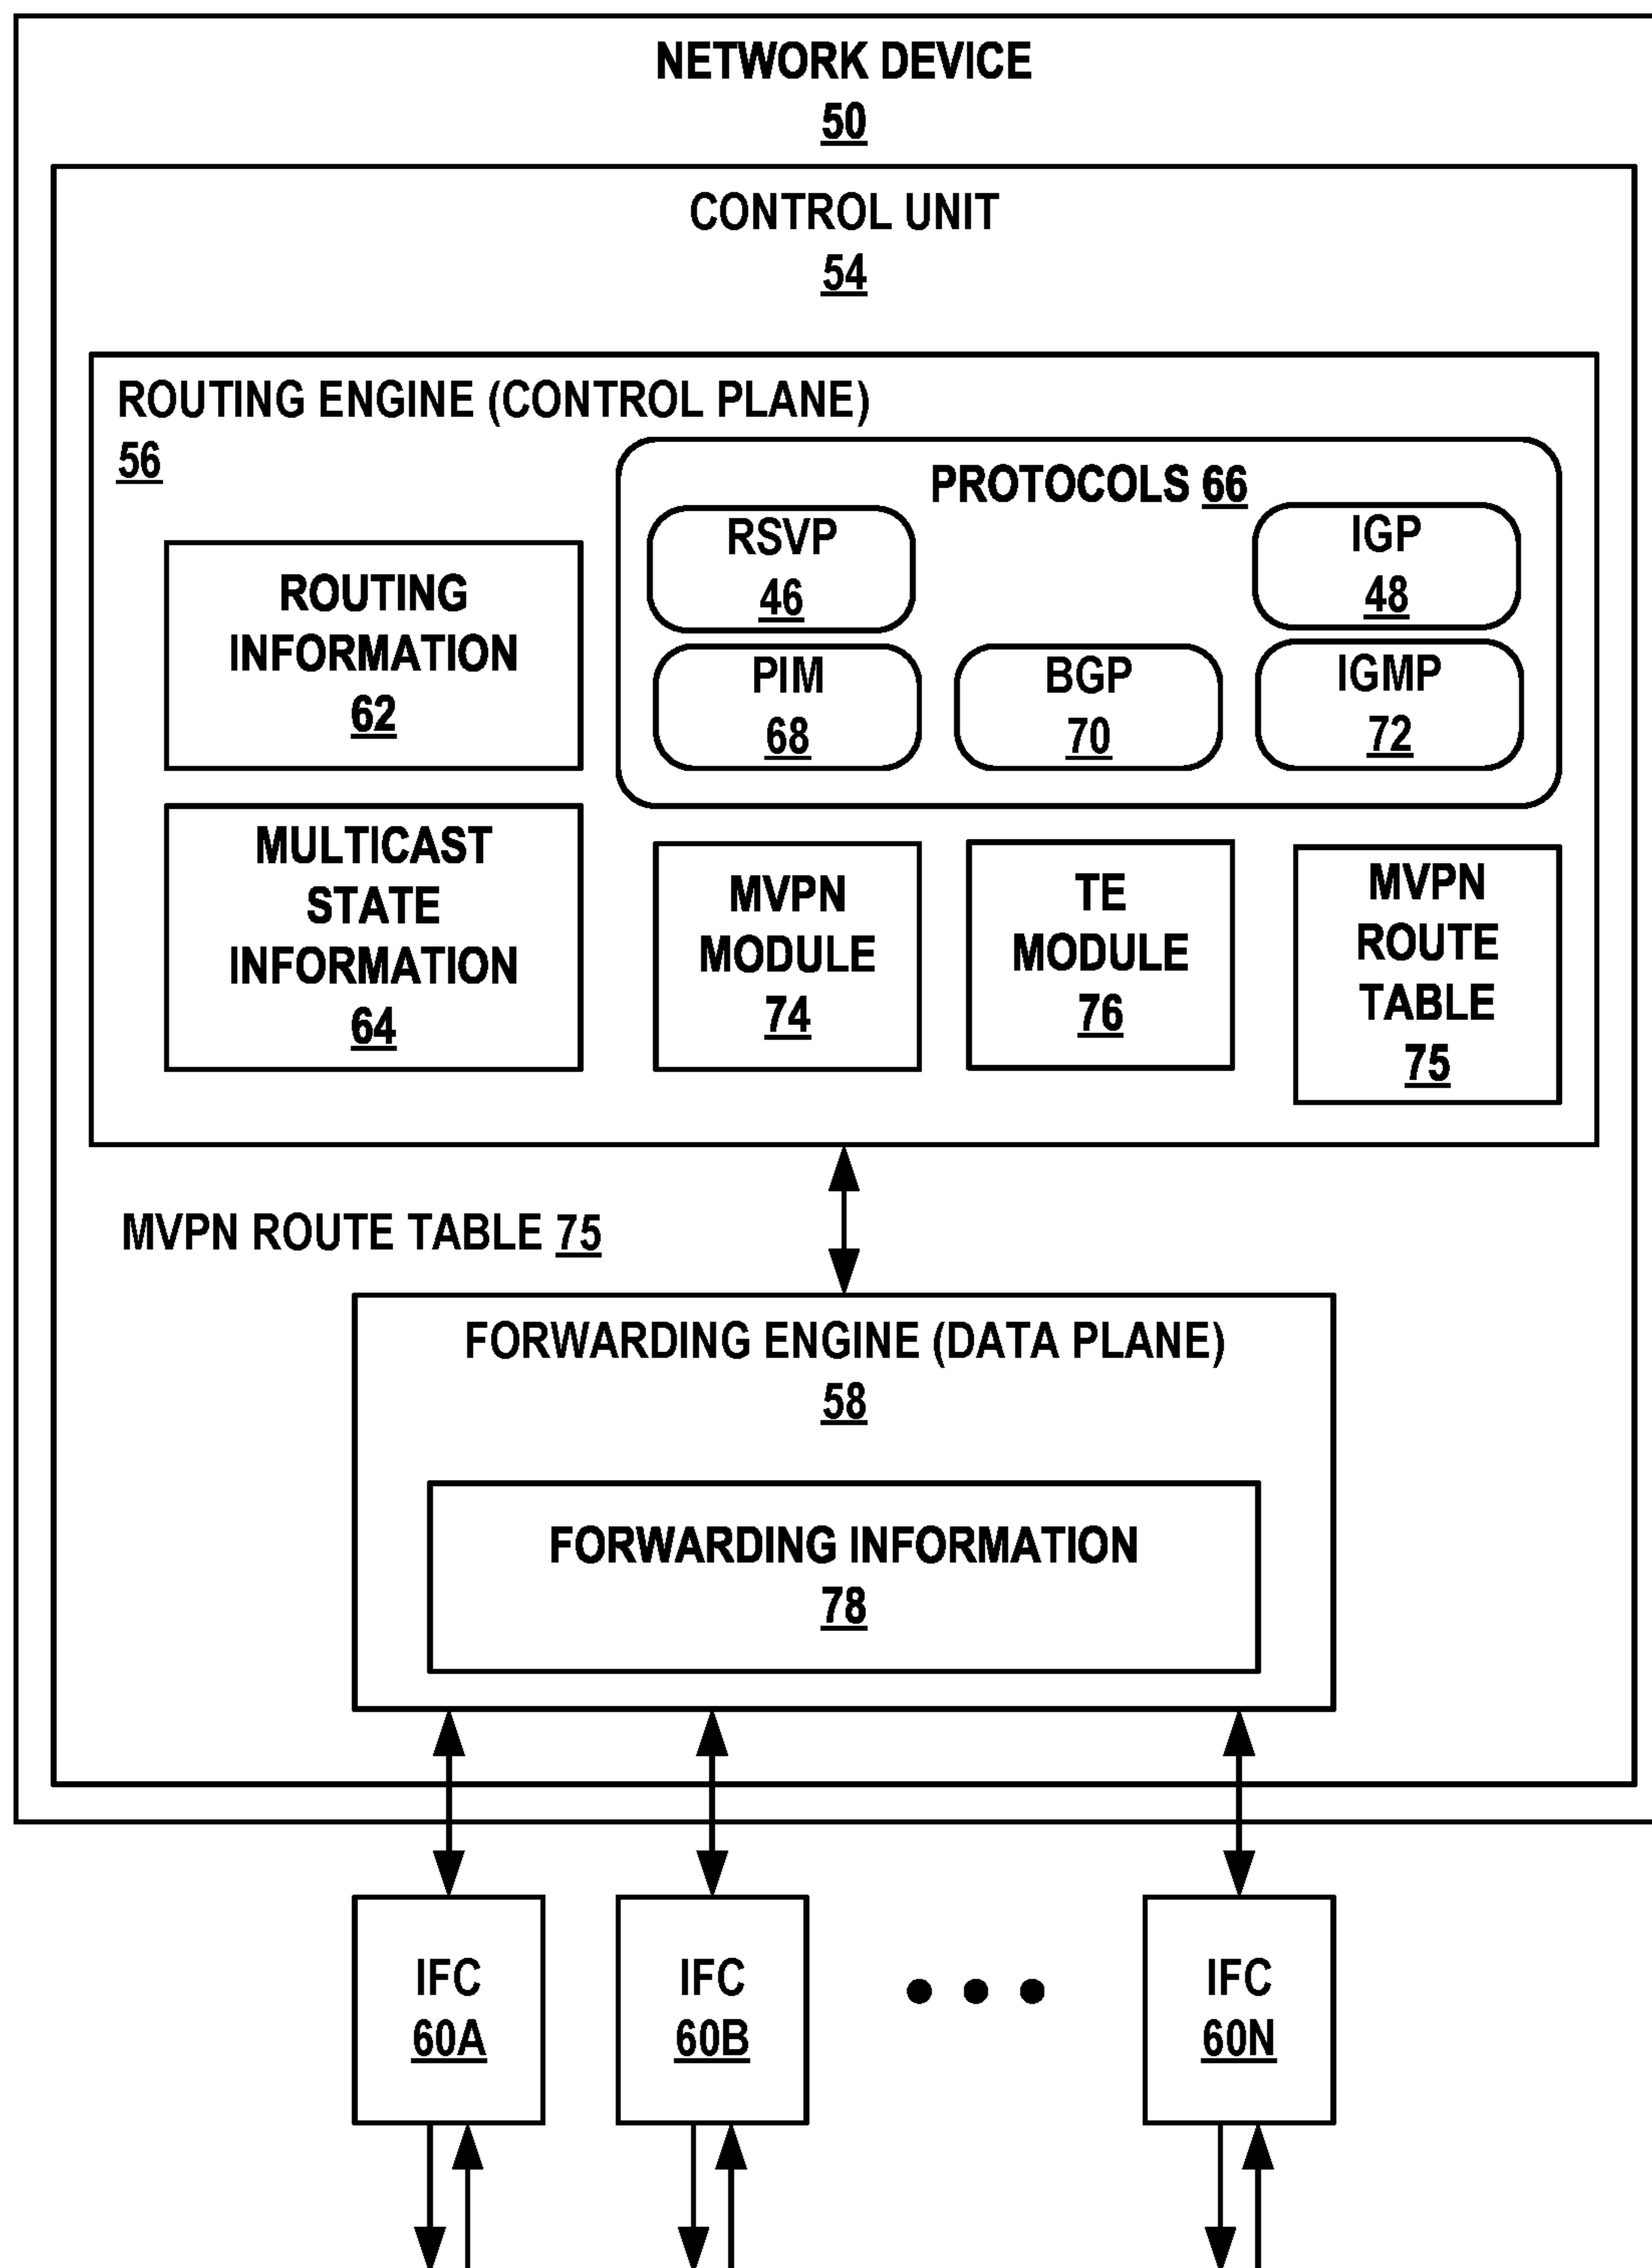 NETWORK DEVICE
50
CONTROL UNIT
54
ROUTING ENGINE (CONTROL PLANE)
56
PROTOCOLS 66
RSVP
46
IGP
48
PIM
68
BGP
70
IGMP
72
ROUTING
INFORMATION
62
MULTICAST
STATE
INFORMATION
64
MVPN
MODULE
74
TE
MODULE
76
MVPN
ROUTE
TABLE
75
MVPN ROUTE TABLE 75
FORWARDING ENGINE (DATA PLANE)
58
FORWARDING INFORMATION
78
IFC
60A
IFC
60B
IFC
60N